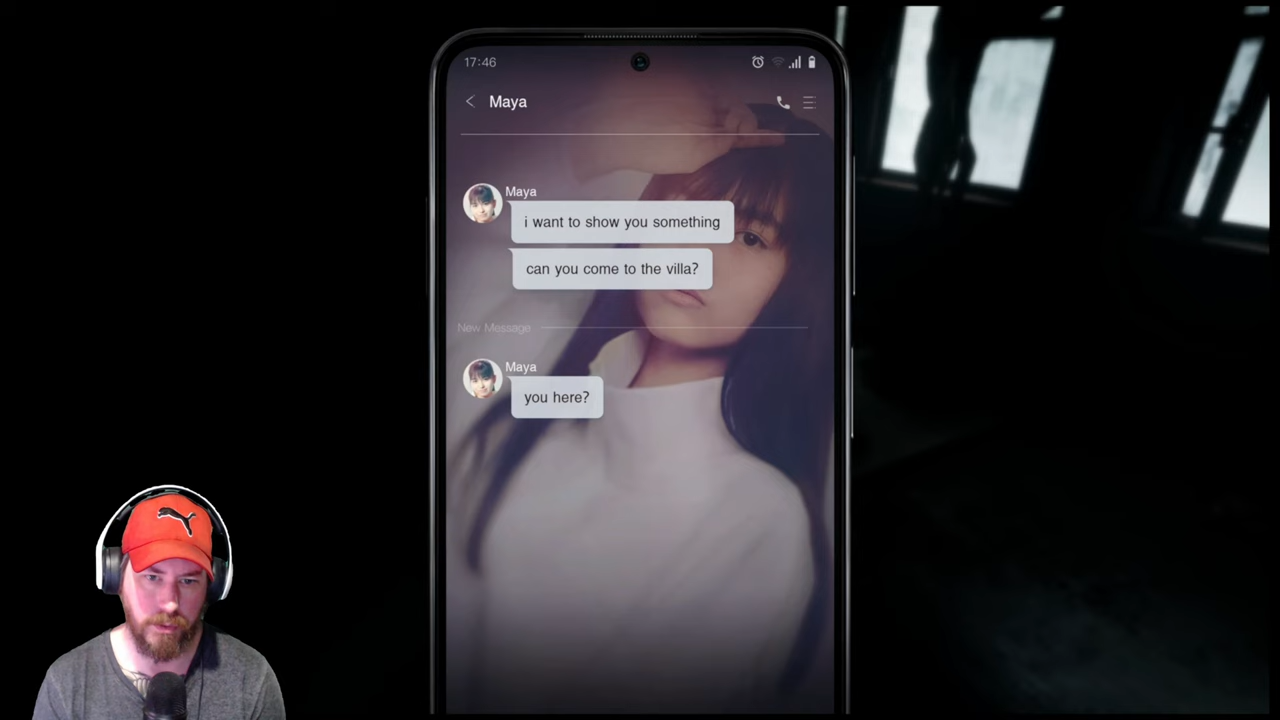 17:46
Maya
Maya
i want to show you something
can you come to the villa?
New Message
Maya
you here?